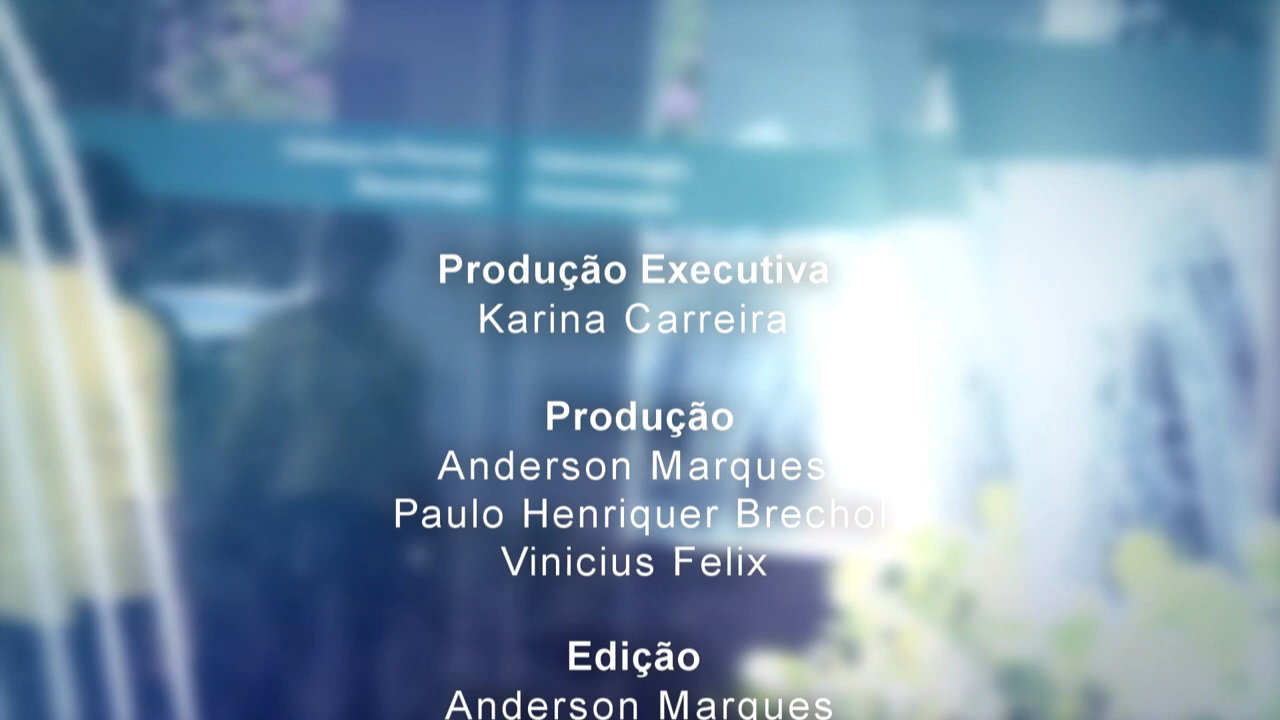 Produção Executiva
Karina Carreira
Produção
Anderson Marques
Paulo Henriquer Brechol
Vinicius Felix
Edição
Anderson Marques